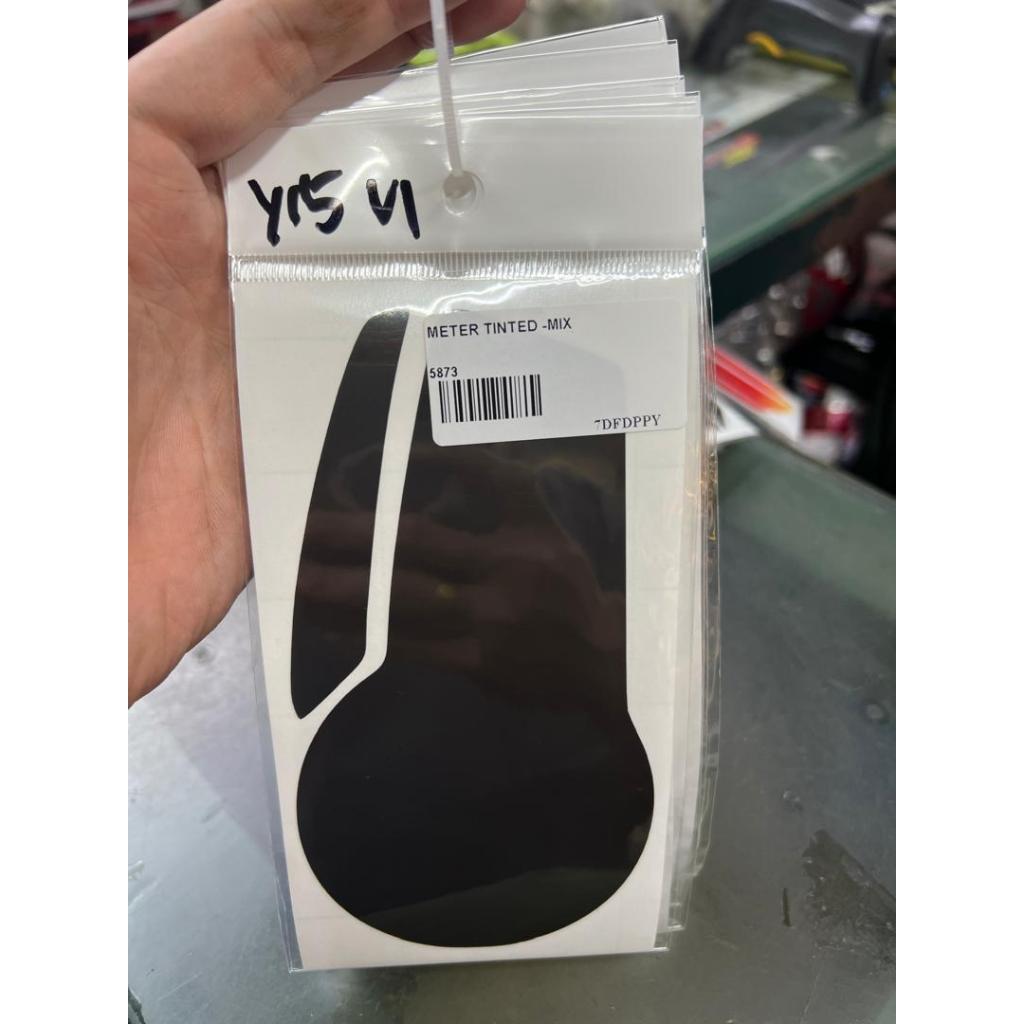 Y15 V1
METER TINTED -MIX
5873
7DFDPPY